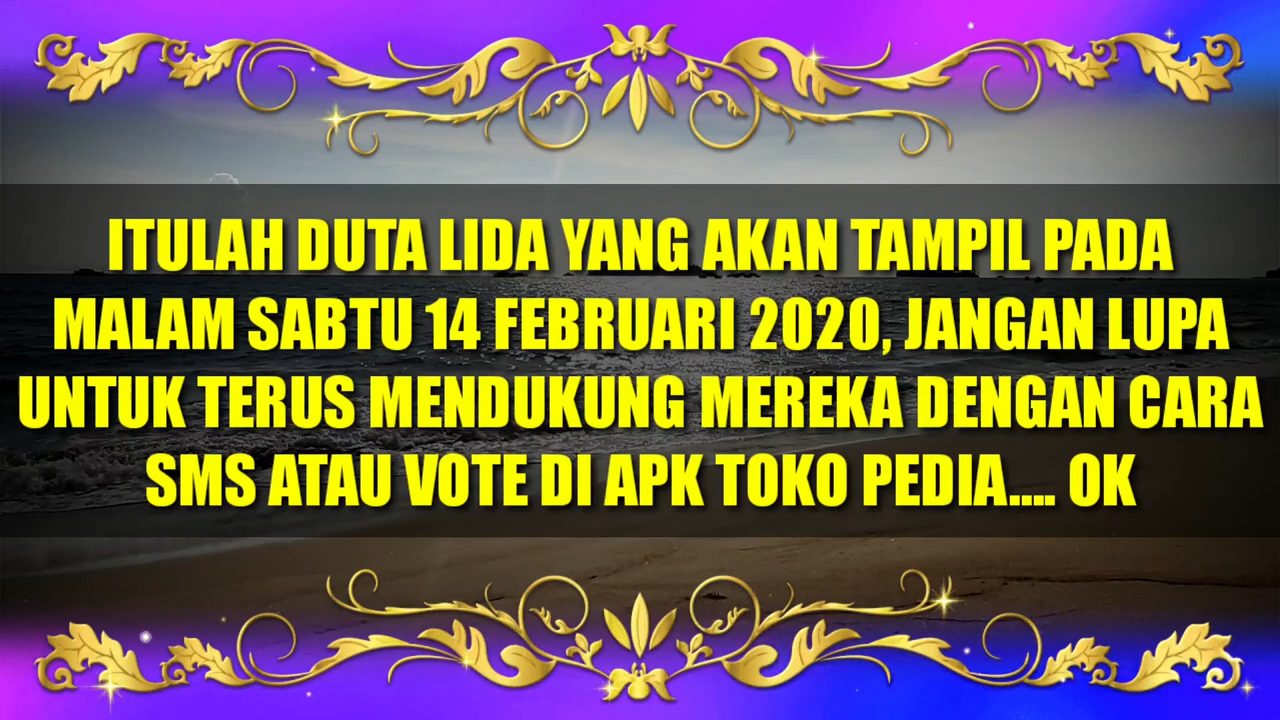 ITULAH DUTA LIDA YANG AKAN TAMPIL PADA
MALAM SABTU 14 FEBRUARI 2020, JANGAN LUPA
UNTUK TERUS MENDUKUNG MEREKA DENGAN CARA
SMS ATAU VOTE DI APK TOKO PEDIA.... OK